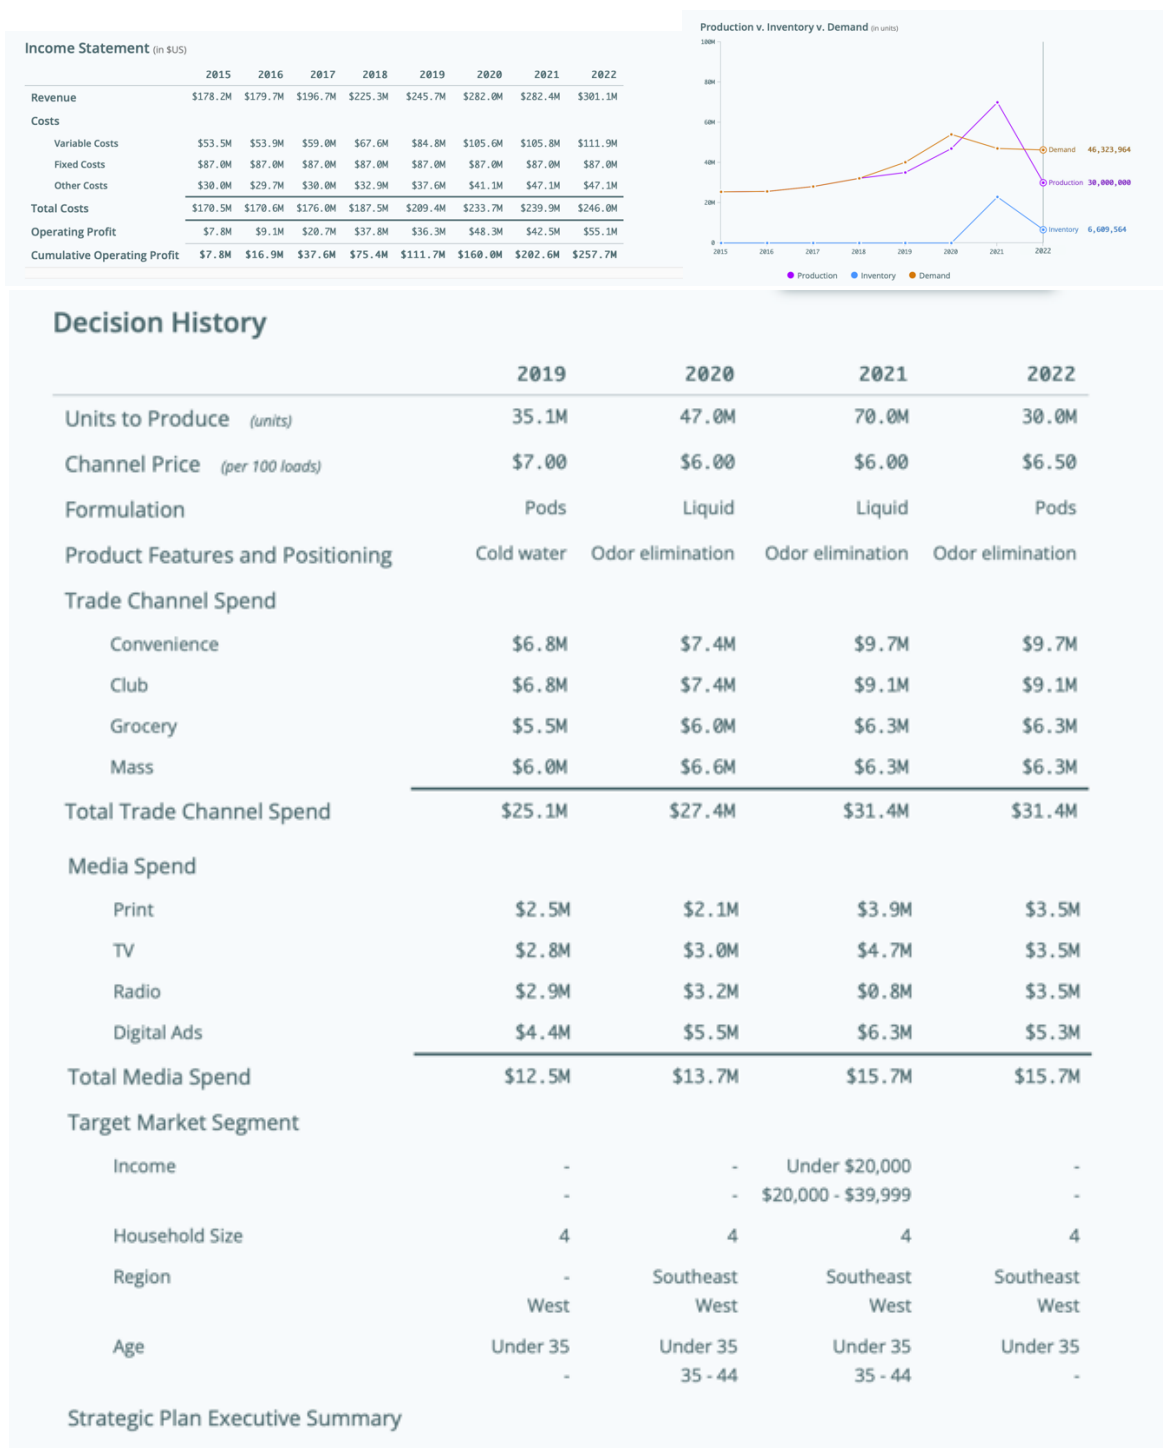 Income Statement (in $US)
2015 2016 2017 2018 2019 2020 2021 2022
Revenue $178.2M $179.7M $196.7M $225.3M $245.7M $282.0M $282.4M $301.1M
Costs
Variable Costs $53.5M $53.9M $59.0M $67.6M $84.8M $105.6M $105.8M $111.9M
Fixed Costs $87.0M $87.0M $87.0M $87.0M $87.0M $87.0M $87.0M $87.0M
Other Costs $30.0M $29.7M $30.0M $32.9M $37.6M $41.1M $47.1M $47.1M
Total Costs $170.5M $170.6M $176.0M $187.5M $209.4M $233.7M $239.9M $246.0M
Operating Profit $7.8M $9.1M $20.7M $37.8M $36.3M $48.3M $42.5M $55.1M
Cumulative Operating Profit $7.8M $16.9M $37.6M $75.4M $111.7M $160.0M $202.6M $257.7M
Production v. Inventory v. Demand (in units)
100M
80M
60M
40M
20M
0
Demand 46,323,964
Production 30,000,000
Inventory 6,609,564
2015 2016 2017 2018 2019 2020 2021 2022
Production Inventory Demand
Decision History
2019 2020 2021 2022
Units to Produce (units) 35.1M 47.0M 70.0M 30.0M
Channel Price (per 100 loads) $7.00 $6.00 $6.00 $6.50
Formulation Pods Liquid Liquid Pods
Product Features and Positioning Cold water Odor elimination Odor elimination Odor elimination
Trade Channel Spend
Convenience $6.8M $7.4M $9.7M $9.7M
Club $6.8M $7.4M $9.1M $9.1M
Grocery $5.5M $6.0M $6.3M $6.3M
Mass $6.0M $6.6M $6.3M $6.3M
Total Trade Channel Spend $25.1M $27.4M $31.4M $31.4M
Media Spend
Print $2.5M $2.1M $3.9M $3.5M
TV $2.8M $3.0M $4.7M $3.5M
Radio $2.9M $3.2M $0.8M $3.5M
Digital Ads $4.4M $5.5M $6.3M $5.3M
Total Media Spend $12.5M $13.7M $15.7M $15.7M
Target Market Segment
Income - - Under $20,000 -
- - $20,000 - $39,999 -
Household Size 4 4 4 4
Region - Southeast Southeast Southeast
West West West West
Age Under 35 Under 35 Under 35 Under 35
- 35 - 44 35 - 44 -
Strategic Plan Executive Summary